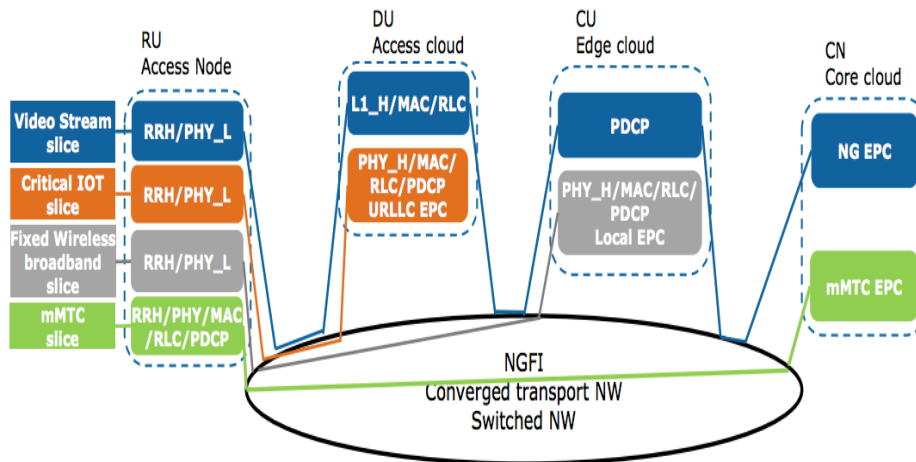 RU
Access Node
DU
Access cloud
CU
Edge cloud
CN
Core cloud
Video Stream
slice
RRH/PHY_L
L1_H/MAC/RLC
PDCP
NG EPC
Critical IOT
slice
RRH/PHY_L
PHY_H/MAC/
RLC/PDCP
URLLC EPC
PHY_H/MAC/RLC/
PDCP
Local EPC
Fixed Wireless
broadband
slice
RRH/PHY_L
mMTC
slice
RRH/PHY/MAC
/RLC/PDCP
mMTC EPC
NGFI
Converged transport NW
Switched NW